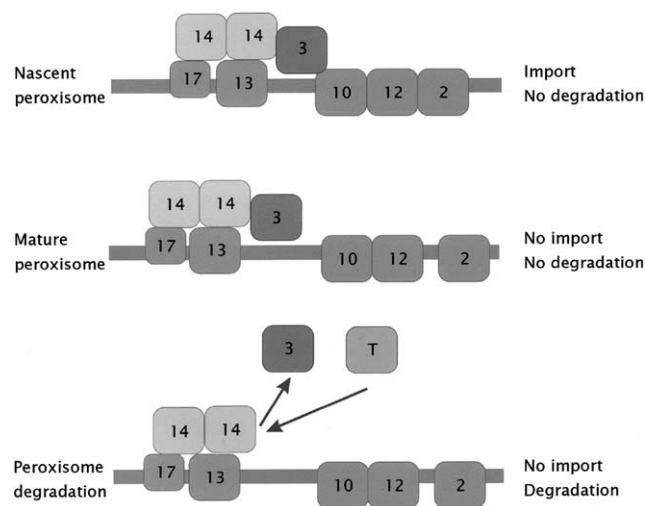 14 14 3
Nascent Import
17 13
peroxisome 10 12 2 No degradation
14 14 3
Mature No import
17 13
peroxisome 10 12 2 No degradation
3 T
14 14
Peroxisome No import
17 13
degradation 10 12 2 Degradation